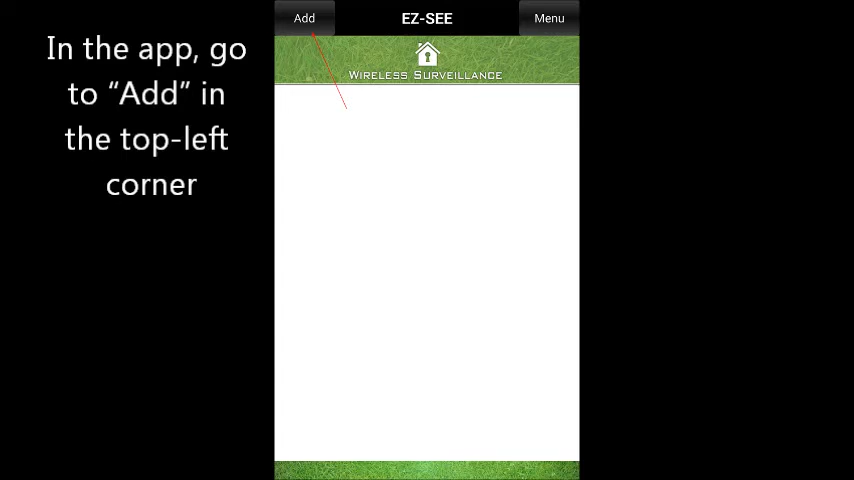 In the app, go
to “Add” in
the top-left
corner
Add
EZ-SEE
Menu
Wireless Surveillance